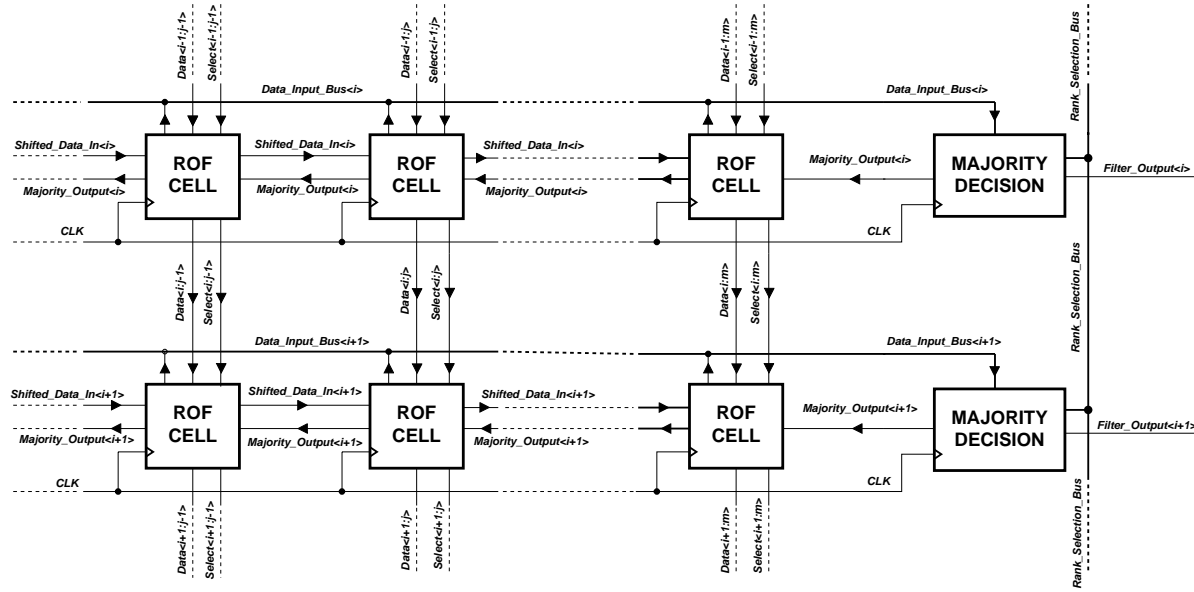 Data<i-1:j-1>
Select<i-1:j-1>
Data<i-1:j>
Select<i-1:j>
Data<i-1:m>
Select<i-1:m>
Rank_Selection_Bus
Data_Input_Bus<i>
Data_Input_Bus<i>
Shifted_Data_In<i>
ROF
CELL
Shifted_Data_In<i>
ROF
CELL
Shifted_Data_In<i>
ROF
CELL
Majority_Output<i>
MAJORITY
DECISION
Filter_Output<i>
Majority_Output<i>
Majority_Output<i>
Majority_Output<i>
CLK
CLK
Data<i:j-1>
Select<i:j-1>
Data<i:j>
Select<i:j>
Data<i:m>
Select<i:m>
Rank_Selection_Bus
Data_Input_Bus<i+1>
Data_Input_Bus<i+1>
Shifted_Data_In<i+1>
ROF
CELL
Shifted_Data_In<i+1>
ROF
CELL
Shifted_Data_In<i+1>
ROF
CELL
Majority_Output<i+1>
MAJORITY
DECISION
Filter_Output<i+1>
Majority_Output<i+1>
Majority_Output<i+1>
Majority_Output<i+1>
CLK
CLK
Data<i+1:j-1>
Select<i+1:j-1>
Data<i+1:j>
Select<i+1:j>
Data<i+1:m>
Select<i+1:m>
Rank_Selection_Bus